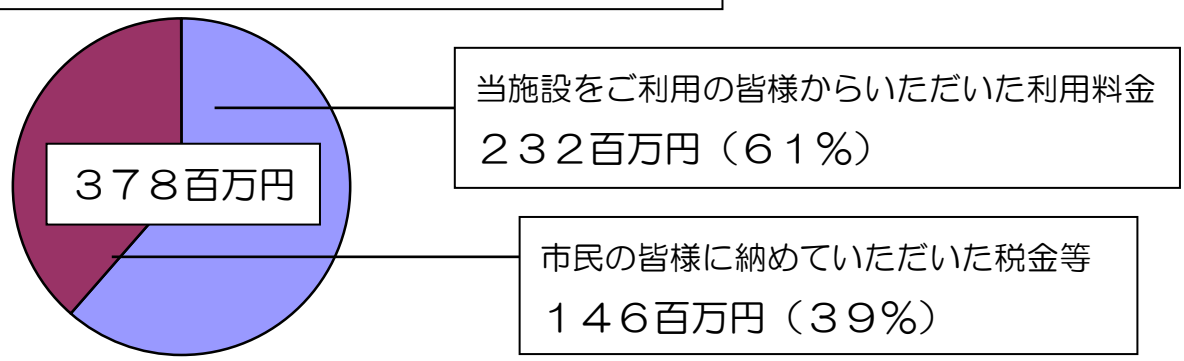 当施設をご利用の皆様からいただいた利用料金
２３２百万円（６１％）
３７８百万円
市民の皆様に納めていただいた税金等
１４６百万円（３９％）